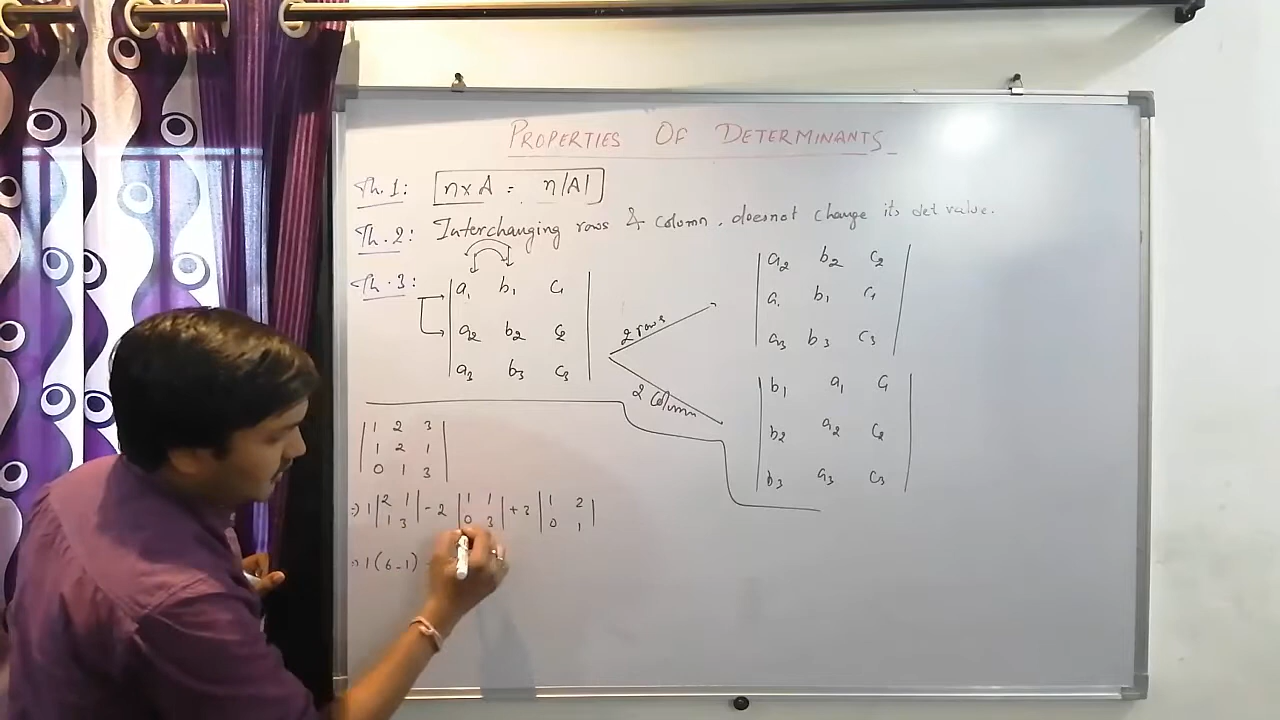 PROPERTIES OF DETERMINANTS
Th. 1: n×A = n|A|
Th. 2: Interchanging rows & column, doesnot change its det value.
Th. 3:
|a₁ b₁ c₁|
|a₂ b₂ c₂|
|a₃ b₃ c₃|
2 rows
|a₂ b₂ c₂|
|a₁ b₁ c₁|
|a₃ b₃ c₃|
2 Column
|b₁ a₁ c₁|
|b₂ a₂ c₂|
|b₃ a₃ c₃|
|1 2 3|
|1 2 1|
|0 1 3|
⇒ 1 |2 1| - 2 |1 1| + 3 |1 2|
|1 3| |0 3| |0 1|
⇒ 1(6-1) -